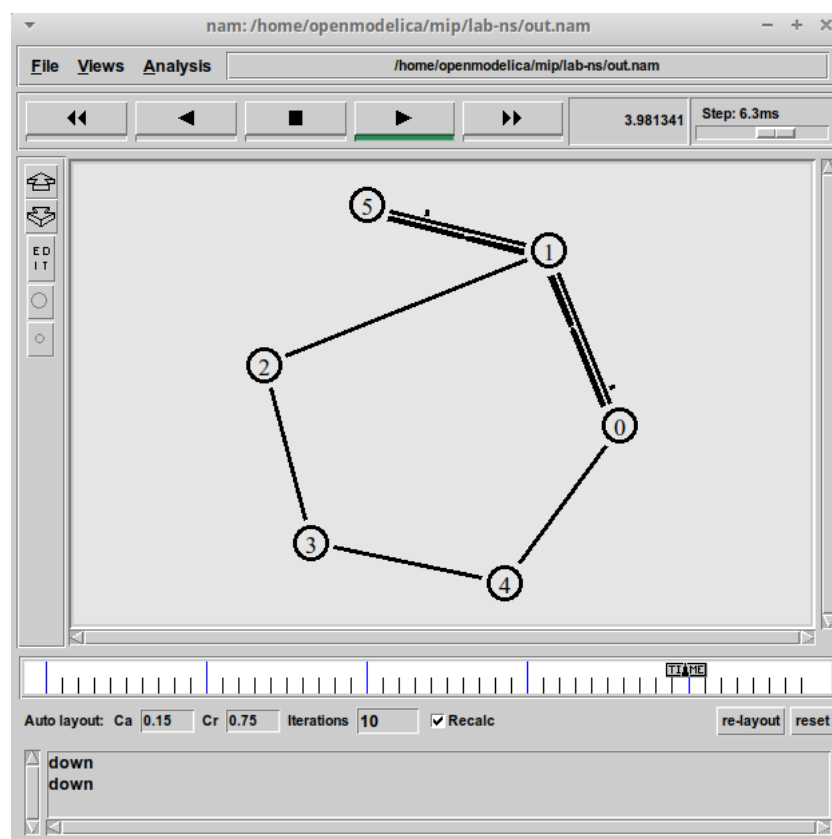 nam: /home/openmodelica/mip/lab-ns/out.nam
File Views Analysis /home/openmodelica/mip/lab-ns/out.nam
3.981341 Step: 6.3ms
E D
I T
5
1
2
0
3
4
TIME
Auto layout: Ca 0.15 Cr 0.75 Iterations 10 Recalc re-layout reset
down
down